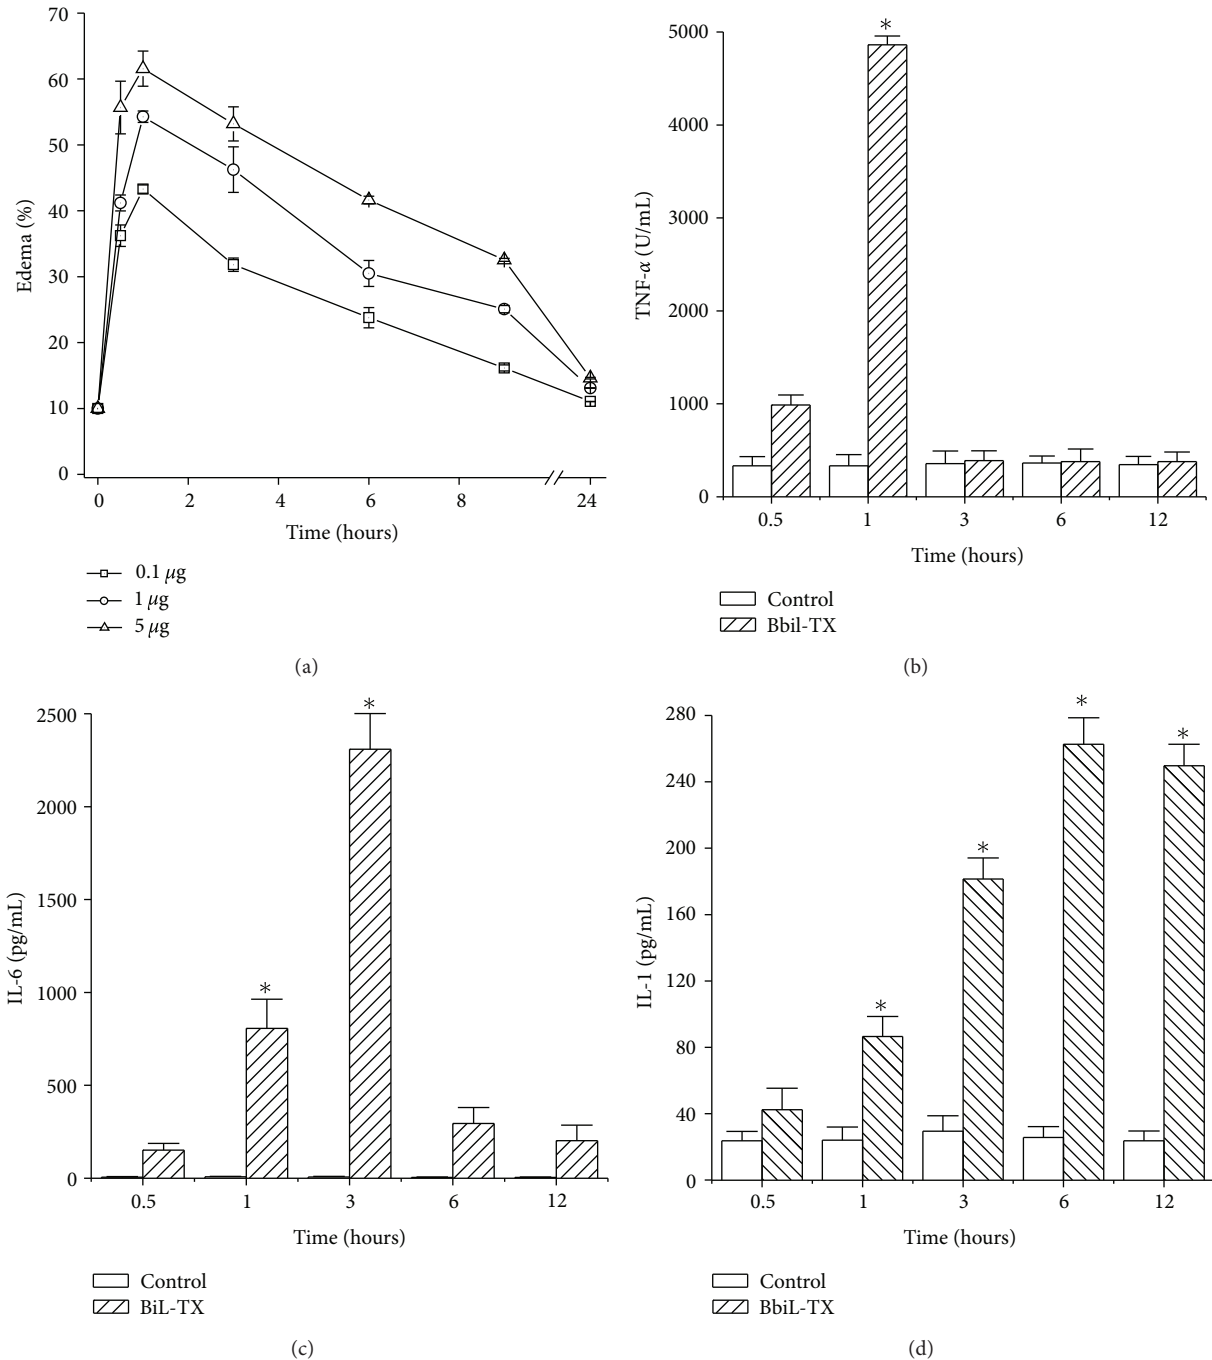 70
60
50
40
30
20
10
0
Edema (%)
0
2
4
6
8
24
Time (hours)
0.1 µg
1 µg
5 µg
(a)
5000
4000
3000
2000
1000
0
TNF-α (U/mL)
*
0.5
1
3
6
12
Time (hours)
Control
Bbil-TX
(b)
2500
2000
1500
1000
500
0
IL-6 (pg/mL)
*
*
0.5
1
3
6
12
Time (hours)
Control
BiL-TX
(c)
280
240
200
160
120
80
40
0
IL-1 (pg/mL)
*
*
*
*
0.5
1
3
6
12
Time (hours)
Control
BbiL-TX
(d)